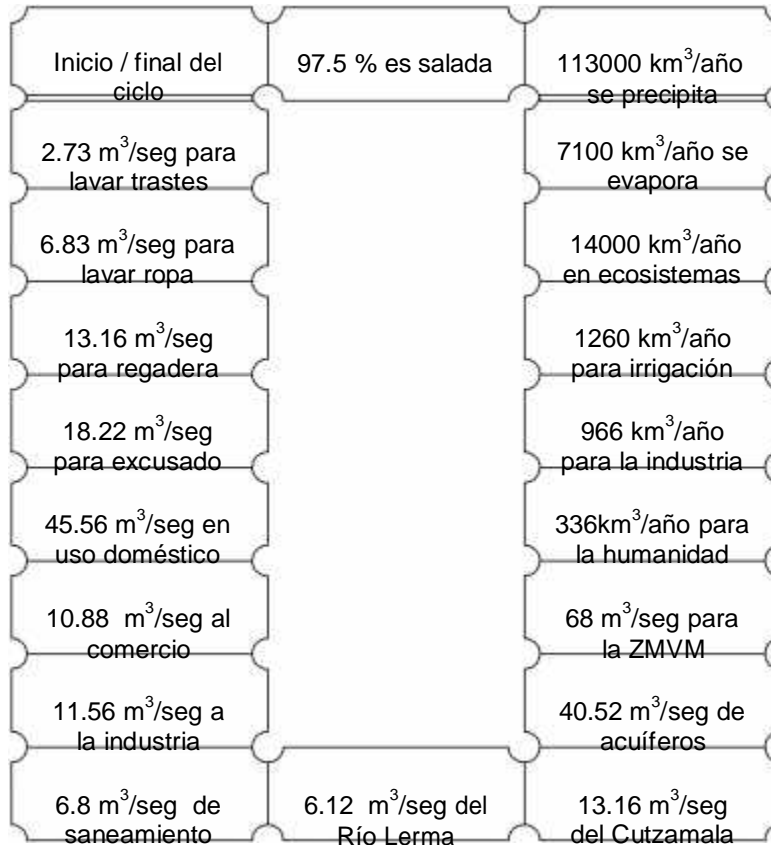 Inicio / final del
ciclo
97.5 % es salada
113000 km³/año
se precipita
2.73 m³/seg para
lavar trastes
7100 km³/año se
evapora
6.83 m³/seg para
lavar ropa
14000 km³/año
en ecosistemas
13.16 m³/seg
para regadera
1260 km³/año
para irrigación
18.22 m³/seg
para excusado
966 km³/año
para la industria
45.56 m³/seg en
uso doméstico
336km³/año para
la humanidad
10.88 m³/seg al
comercio
68 m³/seg para
la ZMVM
11.56 m³/seg a
la industria
40.52 m³/seg de
acuíferos
6.8 m³/seg de
saneamiento
6.12 m³/seg del
Río Lerma
13.16 m³/seg
del Cutzamala